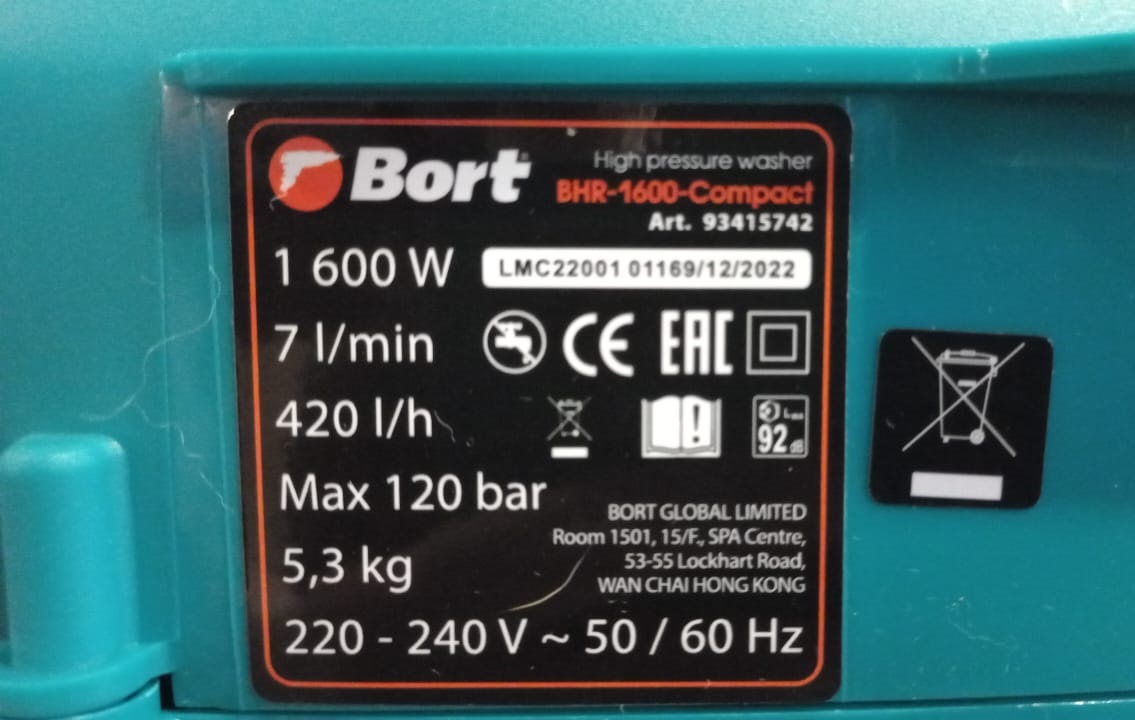 Bort
High pressure washer
BHR-1600-Compact
Art. 93415742
1 600 W
LMC22001 01169/12/2022
7 l/min
CE EAC
420 l/h
92 dB
Max 120 bar
5,3 kg
BORT GLOBAL LIMITED
Room 1501, 15/F., SPA Centre,
53-55 Lockhart Road,
WAN CHAI HONG KONG
220 - 240 V ~ 50 / 60 Hz